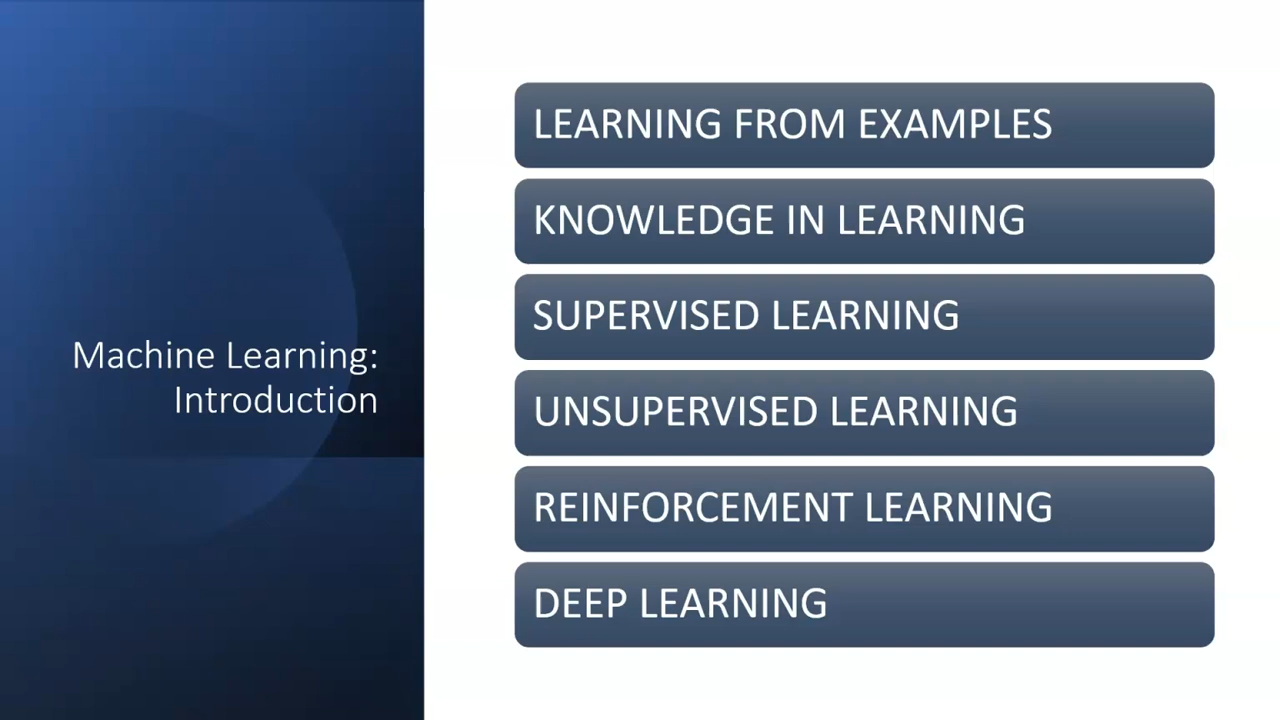 Machine Learning:
Introduction
LEARNING FROM EXAMPLES
KNOWLEDGE IN LEARNING
SUPERVISED LEARNING
UNSUPERVISED LEARNING
REINFORCEMENT LEARNING
DEEP LEARNING